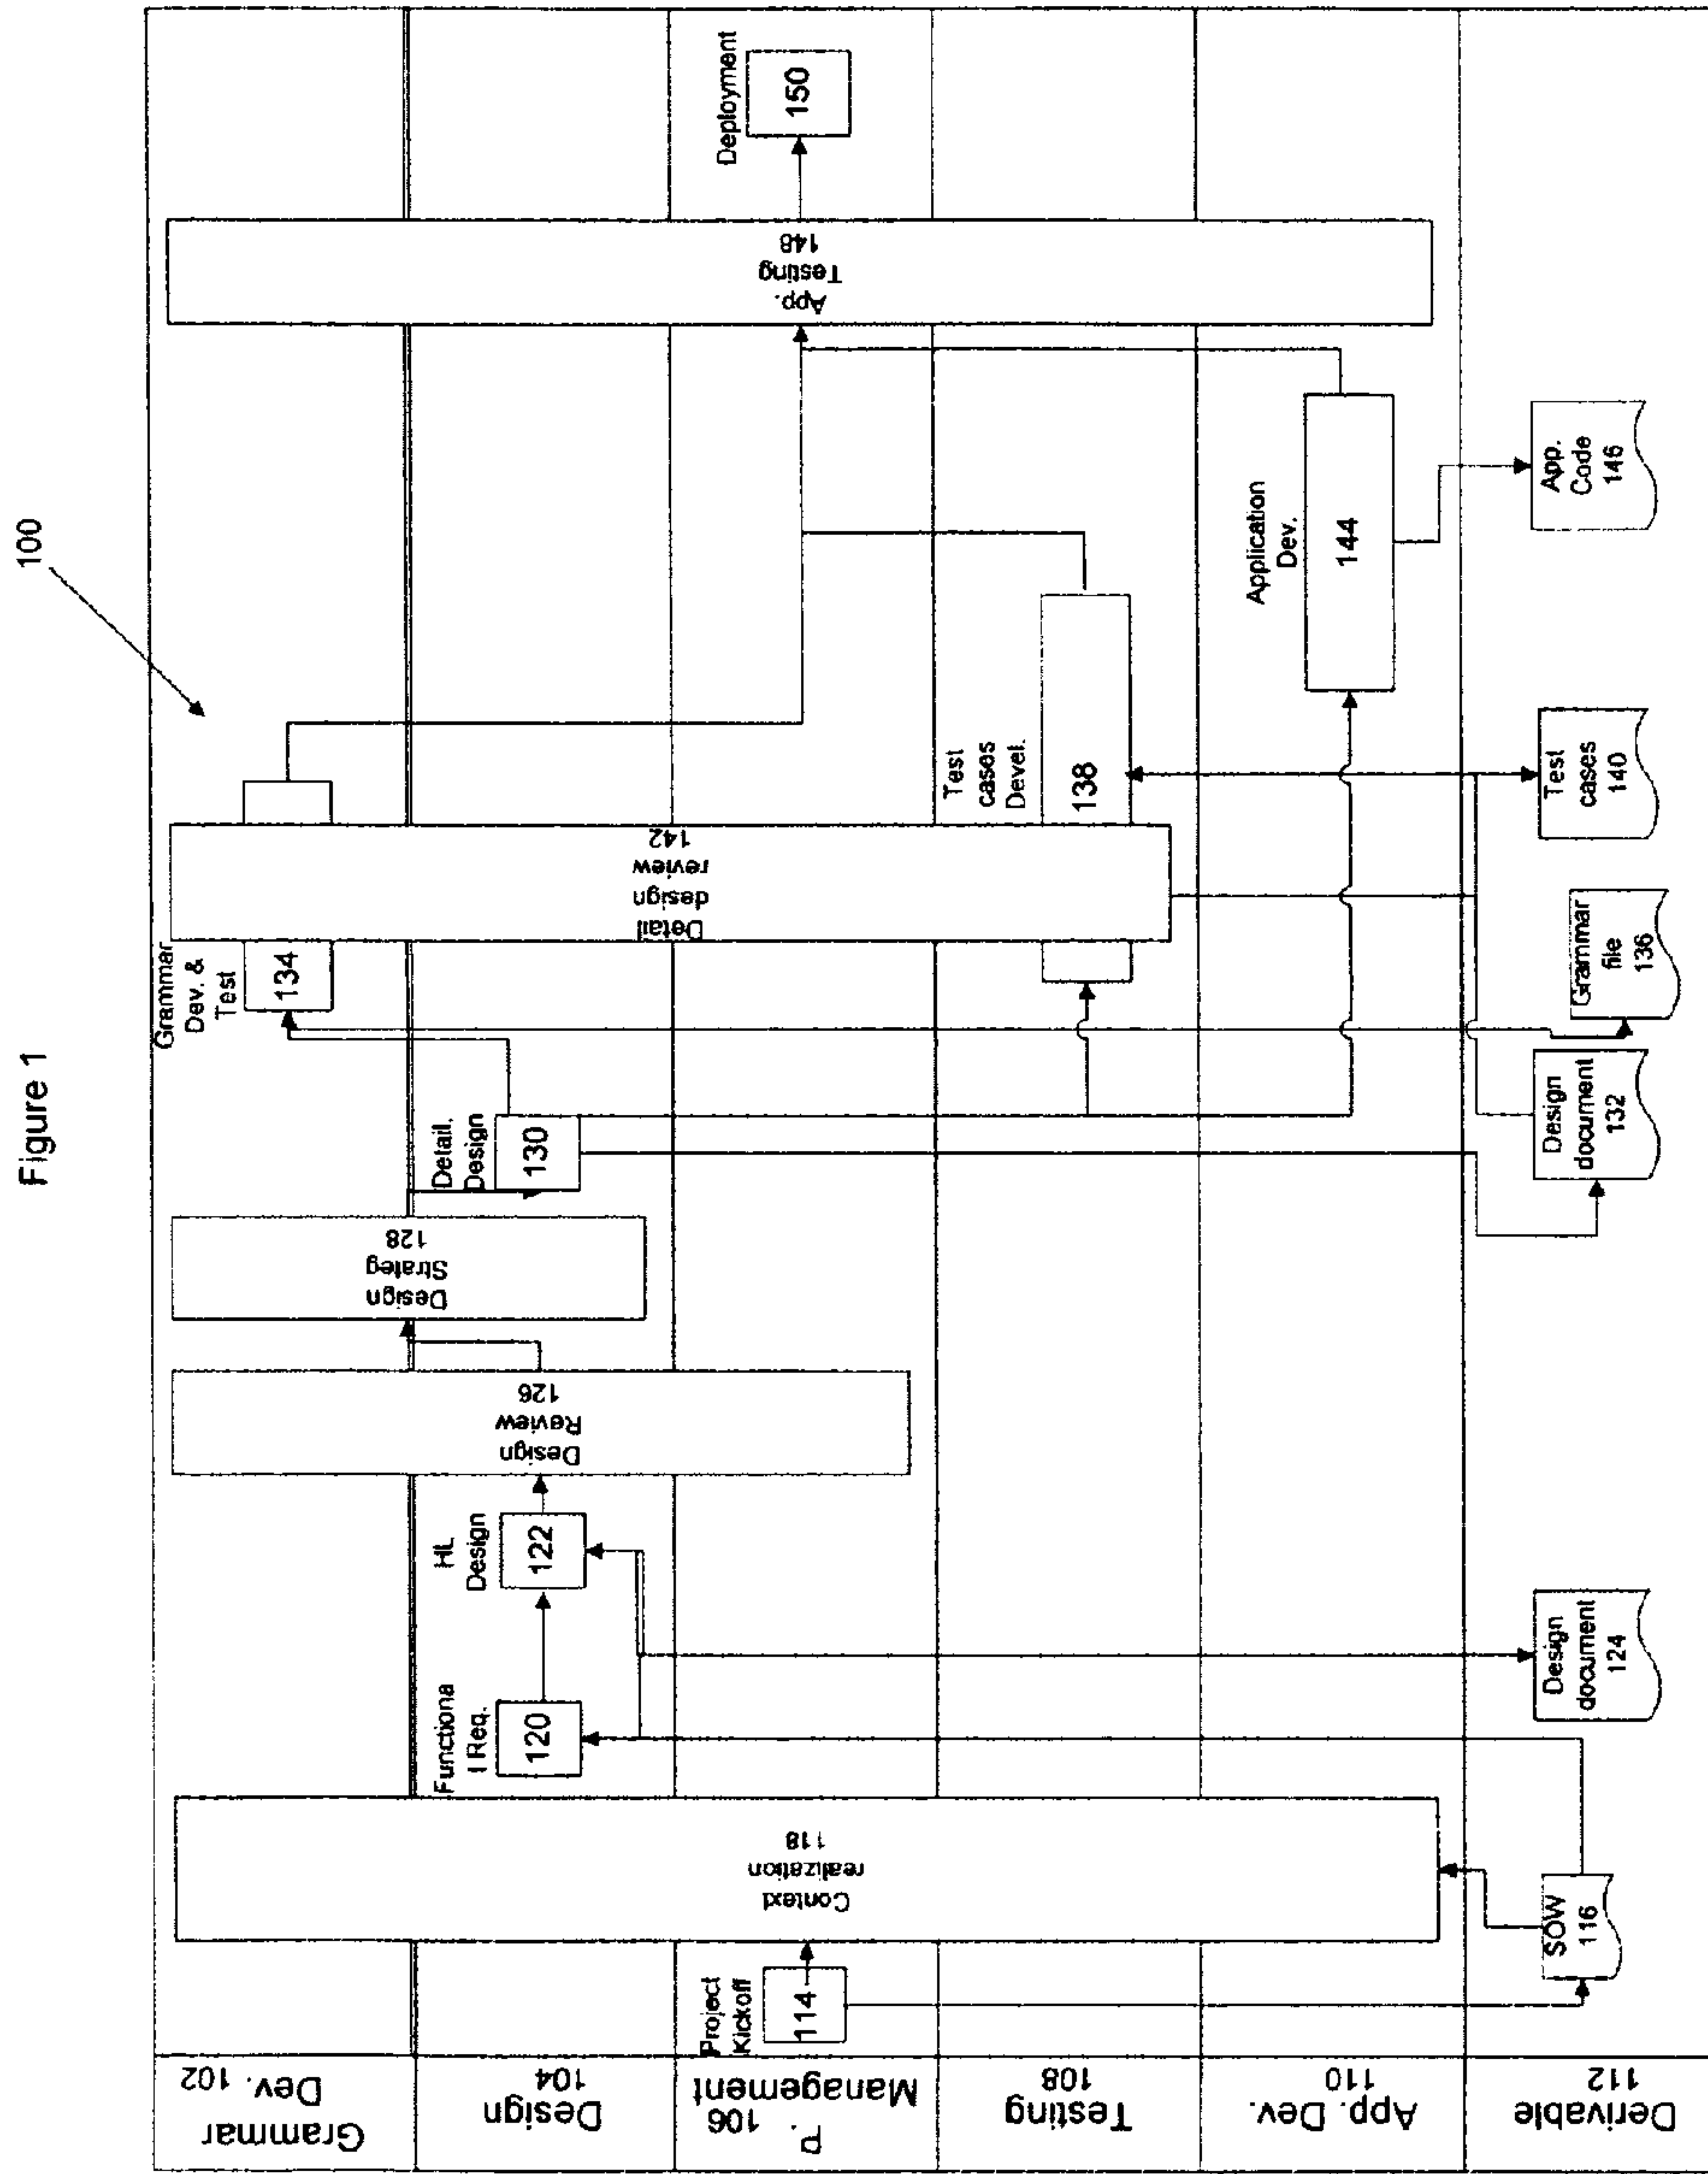 Figure 1
100
Grammar
Dev. 102
Design
104
P.
106
Management
Testing
108
App. Dev.
110
Derivable
112
Project
Kickoff
114
SOW
116
Context
realization
118
Functiona
l Req.
120
HL
Design
122
Design
document
124
Design
Review
126
Design
Strateg
128
Detail.
Design
130
Design
document
132
Grammar
Dev. &
Test
134
Grammar
file
136
Detail
design
review
142
Test
cases
Devel.
138
Test
cases
140
Application
Dev.
144
App.
Code
146
App.
Testing
148
Deployment
150